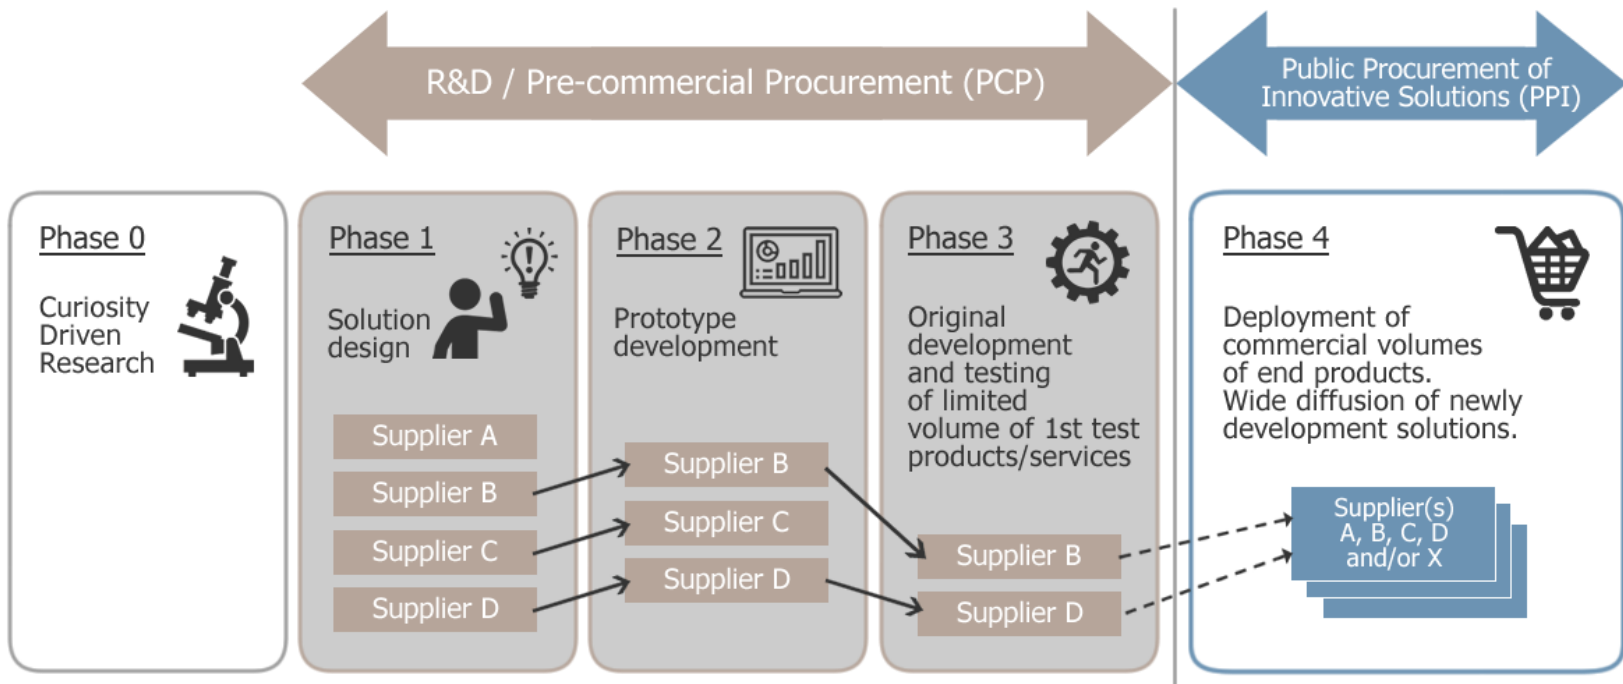 R&D / Pre-commercial Procurement (PCP)
Public Procurement of
Innovative Solutions (PPI)
Phase 0
Curiosity
Driven
Research
Phase 1
Solution
design
Supplier A
Supplier B
Supplier C
Supplier D
Phase 2
Prototype
development
Supplier B
Supplier C
Supplier D
Phase 3
Original
development
and testing
of limited
volume of 1st test
products/services
Supplier B
Supplier D
Phase 4
Deployment of
commercial volumes
of end products.
Wide diffusion of newly
development solutions.
Supplier(s)
A, B, C, D
and/or X